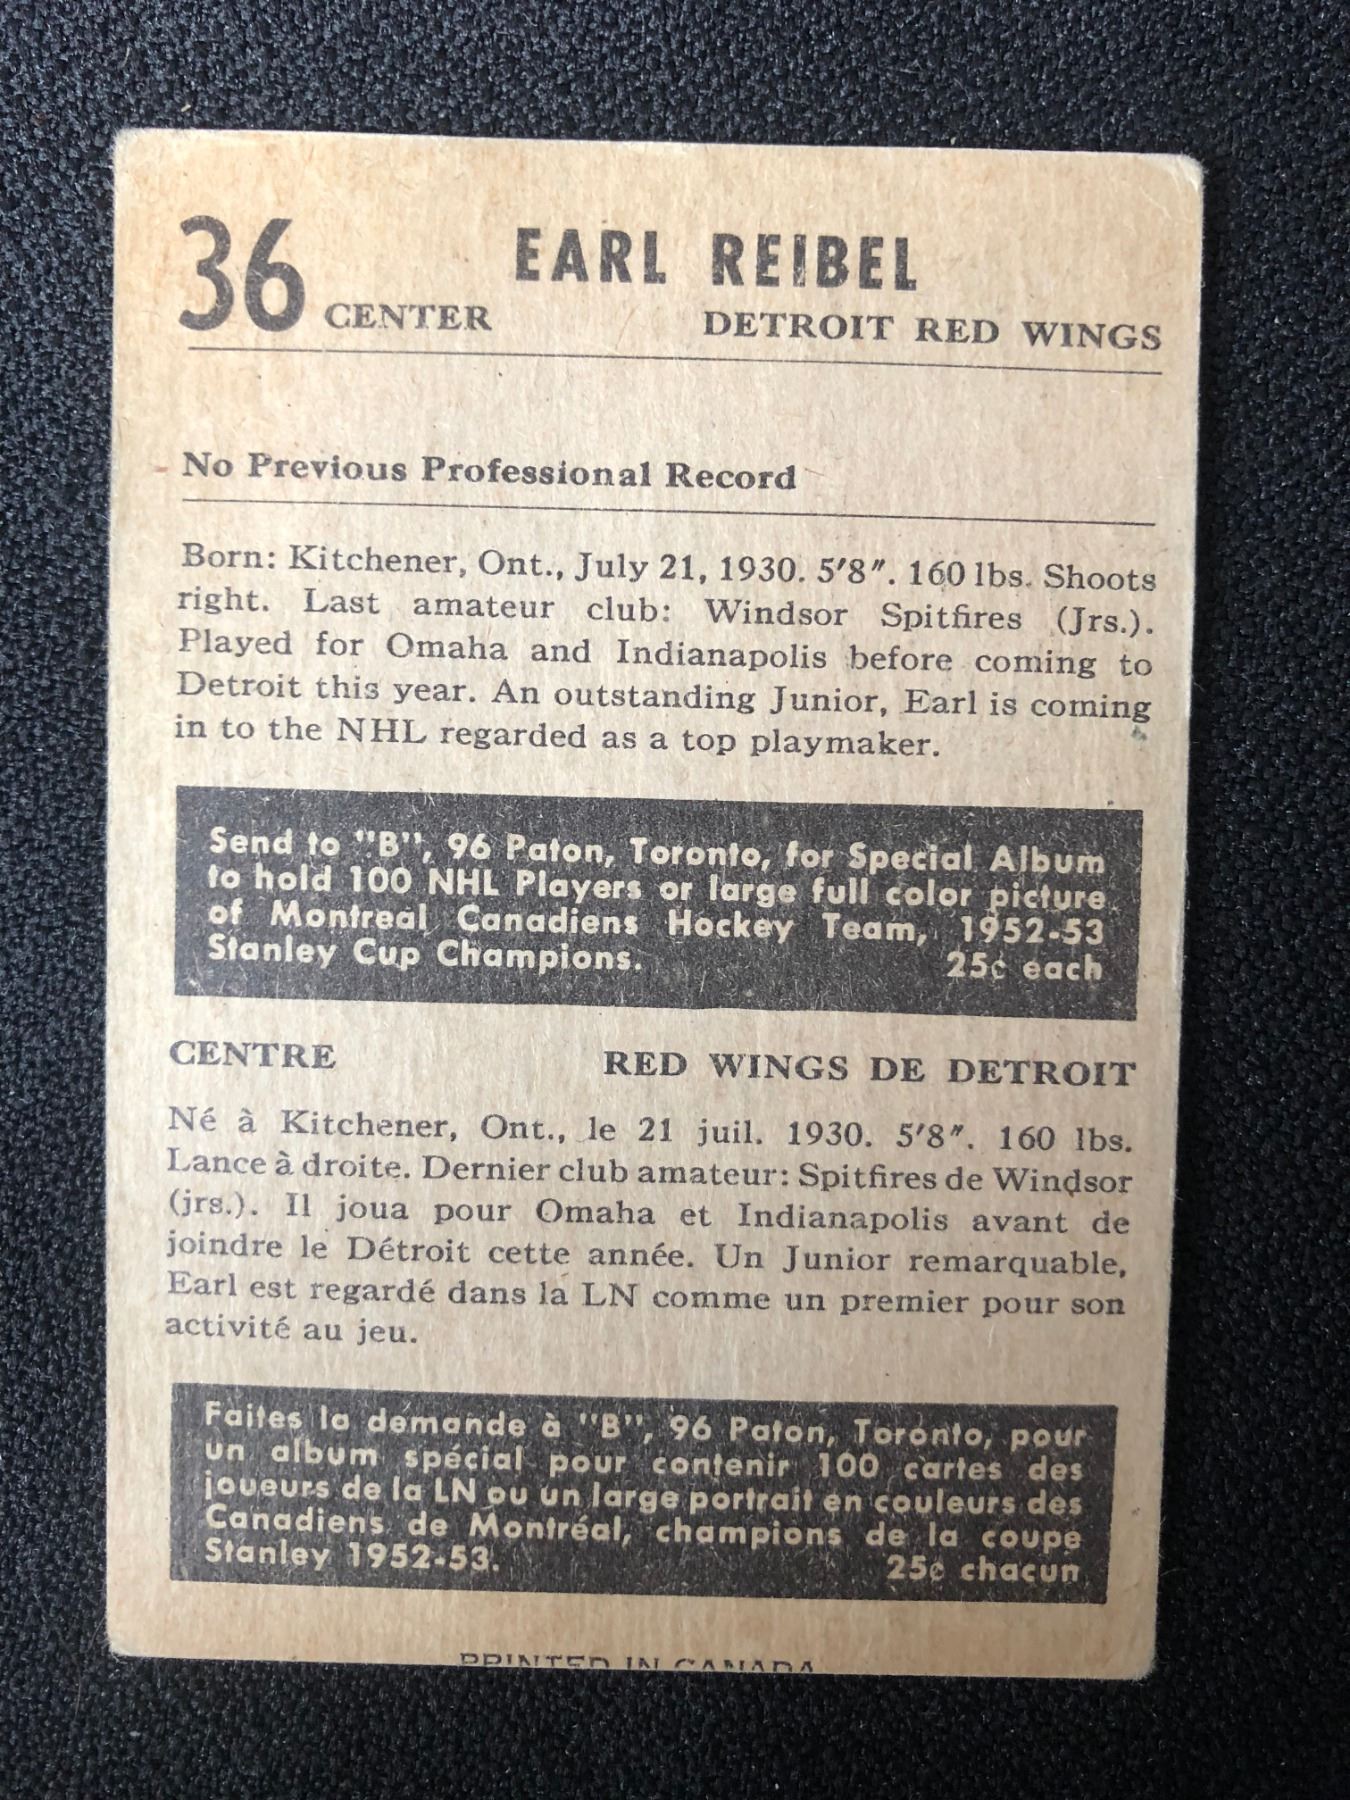 36 EARL REIBEL
CENTER DETROIT RED WINGS
No Previous Professional Record
Born: Kitchener, Ont., July 21, 1930. 5'8". 160 lbs. Shoots
right. Last amateur club: Windsor Spitfires (Jrs.).
Played for Omaha and Indianapolis before coming to
Detroit this year. An outstanding Junior, Earl is coming
in to the NHL regarded as a top playmaker.
Send to "B", 96 Paton, Toronto, for Special Album
to hold 100 NHL Players or large full color picture
of Montreal Canadiens Hockey Team, 1952-53
Stanley Cup Champions. 25¢ each
CENTRE RED WINGS DE DETROIT
Né à Kitchener, Ont., le 21 juil. 1930. 5'8". 160 lbs.
Lance à droite. Dernier club amateur: Spitfires de Windsor
(jrs.). Il joua pour Omaha et Indianapolis avant de
joindre le Détroit cette année. Un Junior remarquable,
Earl est regardé dans la LN comme un premier pour son
activité au jeu.
Faites la demande à "B", 96 Paton, Toronto, pour
un album spécial pour contenir 100 cartes des
joueurs de la LN ou un large portrait en couleurs des
Canadiens de Montréal, champions de la coupe
Stanley 1952-53. 25¢ chacun
PRINTED IN CANADA